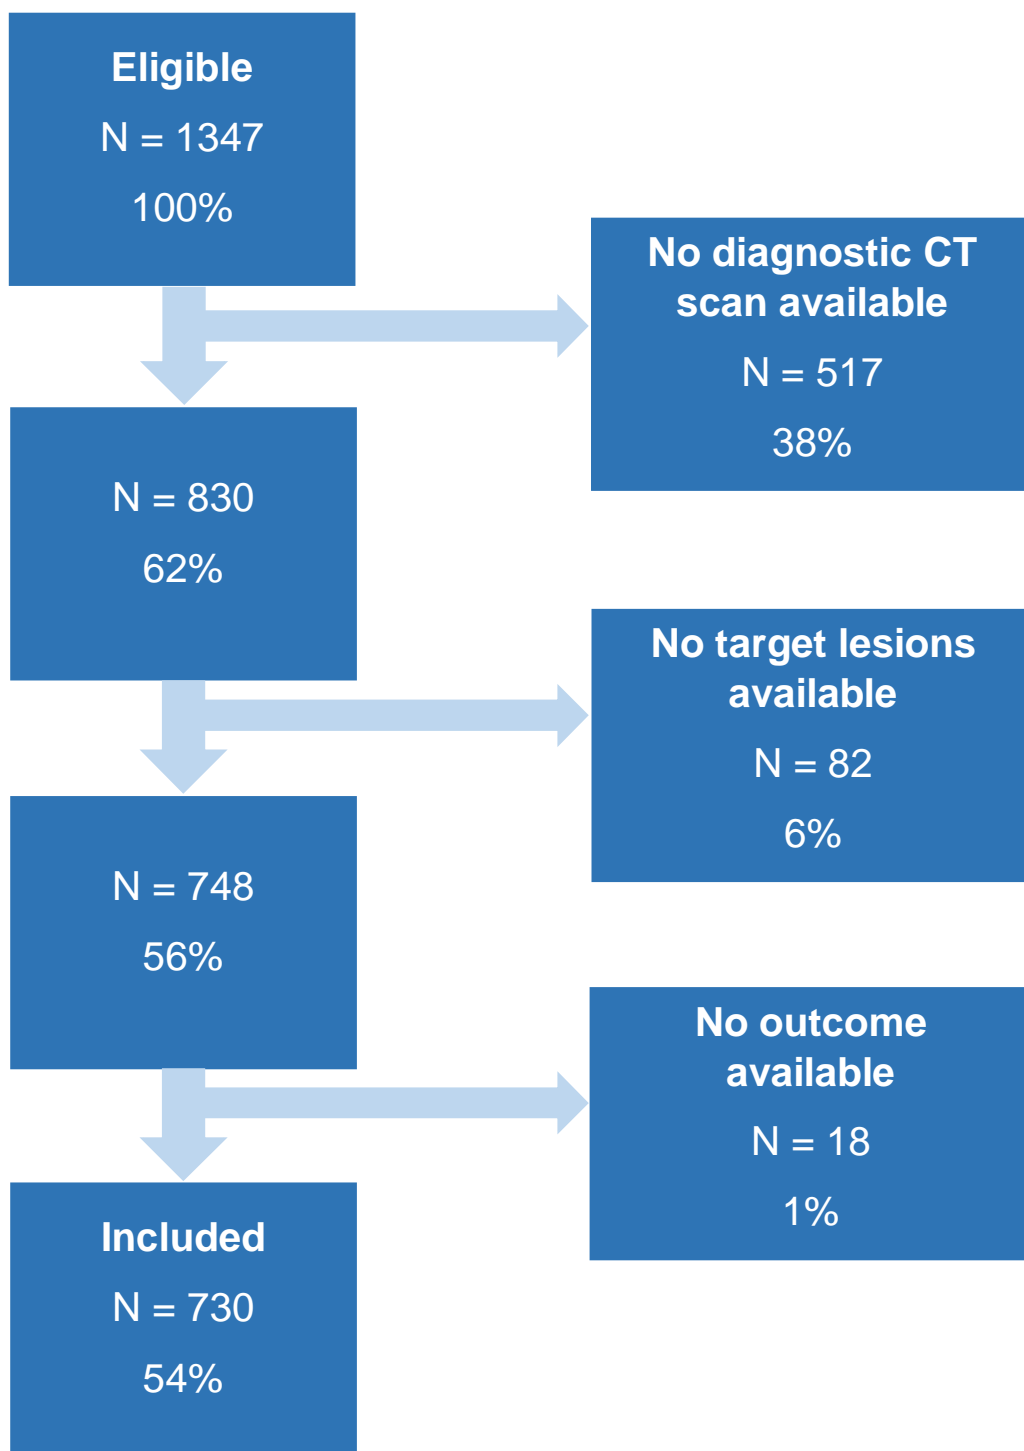 Eligible
N = 1347
100%
No diagnostic CT
scan available
N = 517
38%
N = 830
62%
No target lesions
available
N = 82
6%
N = 748
56%
No outcome
available
N = 18
1%
Included
N = 730
54%